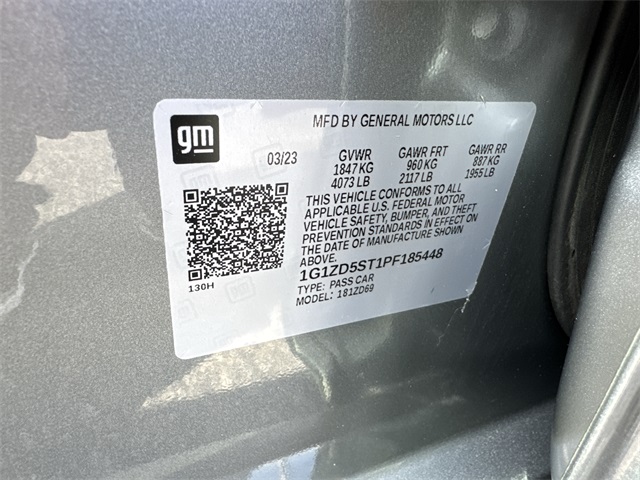 gm
MFD BY GENERAL MOTORS LLC
03/23
GVWR
1847 KG
4073 LB
GAWR FRT
960 KG
2117 LB
GAWR RR
887 KG
1955 LB
THIS VEHICLE CONFORMS TO ALL
APPLICABLE U.S. FEDERAL MOTOR
VEHICLE SAFETY, BUMPER, AND THEFT
PREVENTION STANDARDS IN EFFECT ON
THE DATE OF MANUFACTURE SHOWN
ABOVE.
1G1ZD5ST1PF185448
TYPE: PASS CAR
MODEL: 181ZD69
130H